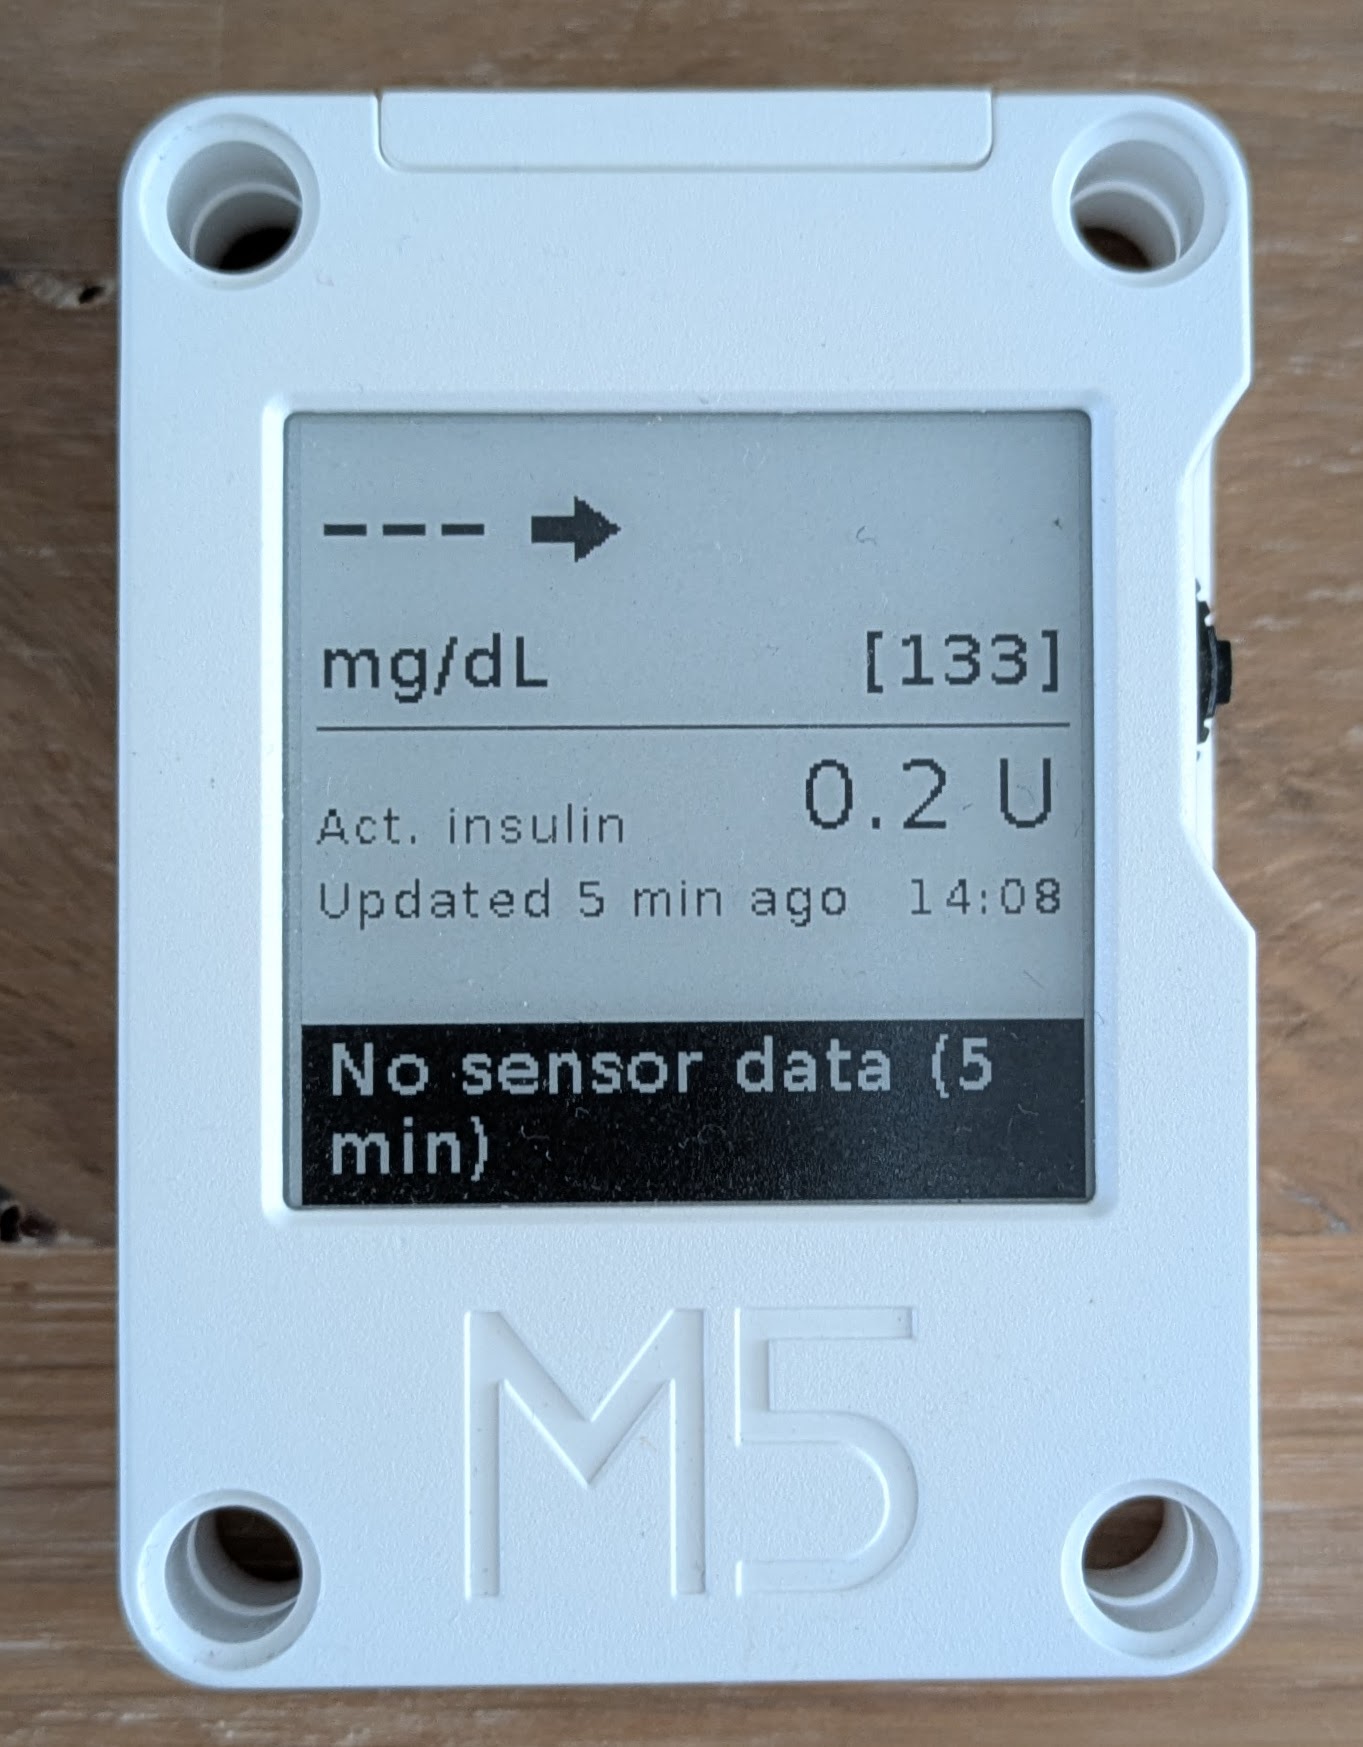 --- →
mg/dL [133]
Act. insulin 0.2 U
Updated 5 min ago 14:08
No sensor data (5
min)
M5